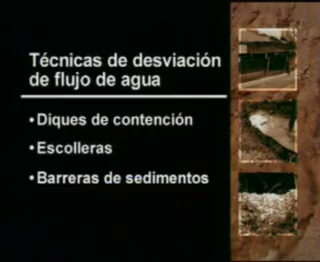 Técnicas de desviación
de flujo de agua
•Diques de contención
•Escolleras
•Barreras de sedimentos